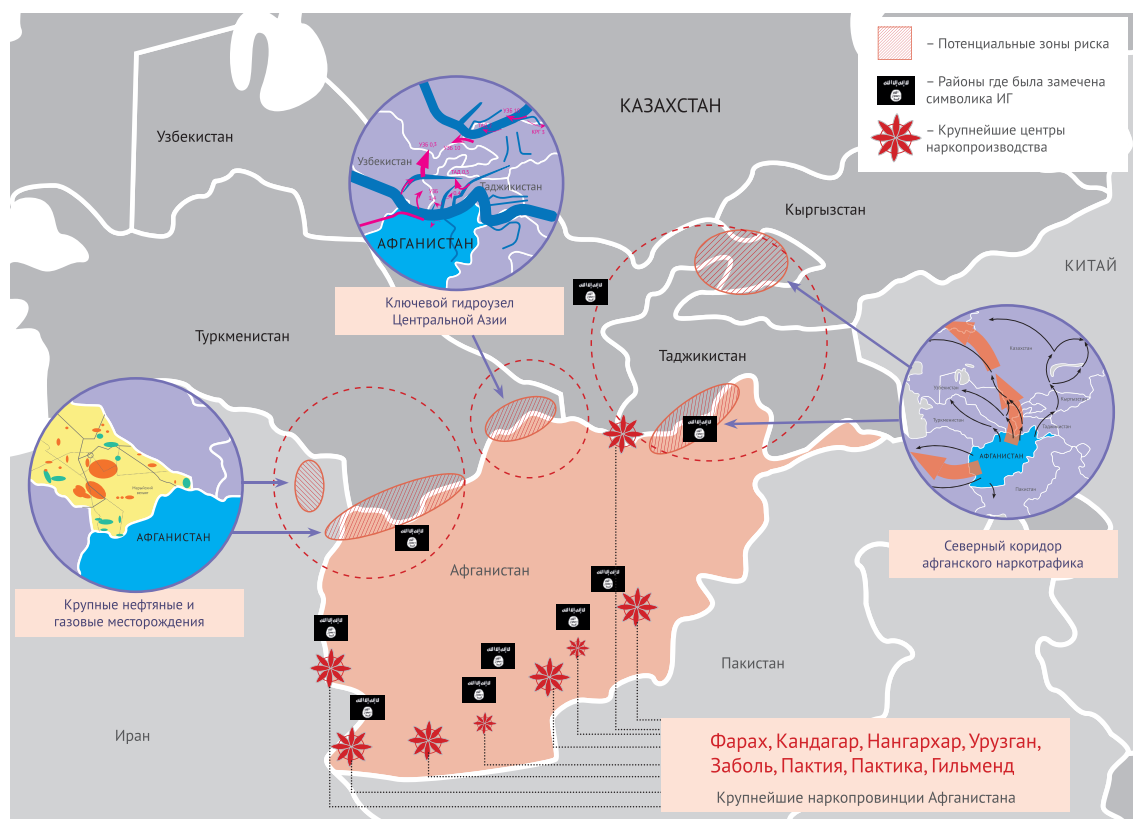 – Потенциальные зоны риска
– Районы где была замечена
символика ИГ
– Крупнейшие центры
наркопроизводства
КАЗАХСТАН
Узбекистан
Узбекистан
Таджикистан
АФГАНИСТАН
Кыргызстан
КИТАЙ
Ключевой гидроузел
Центральной Азии
Туркменистан
Таджикистан
Казахстан
Кыргызстан
АФГАНИСТАН
Пакистан
АФГАНИСТАН
Северный коридор
афганского наркотрафика
Афганистан
Крупные нефтяные и
газовые месторождения
Пакистан
Иран
Фарах, Кандагар, Нангархар, Урузган,
Заболь, Пактия, Пактика, Гильменд
Крупнейшие наркопровинции Афганистана